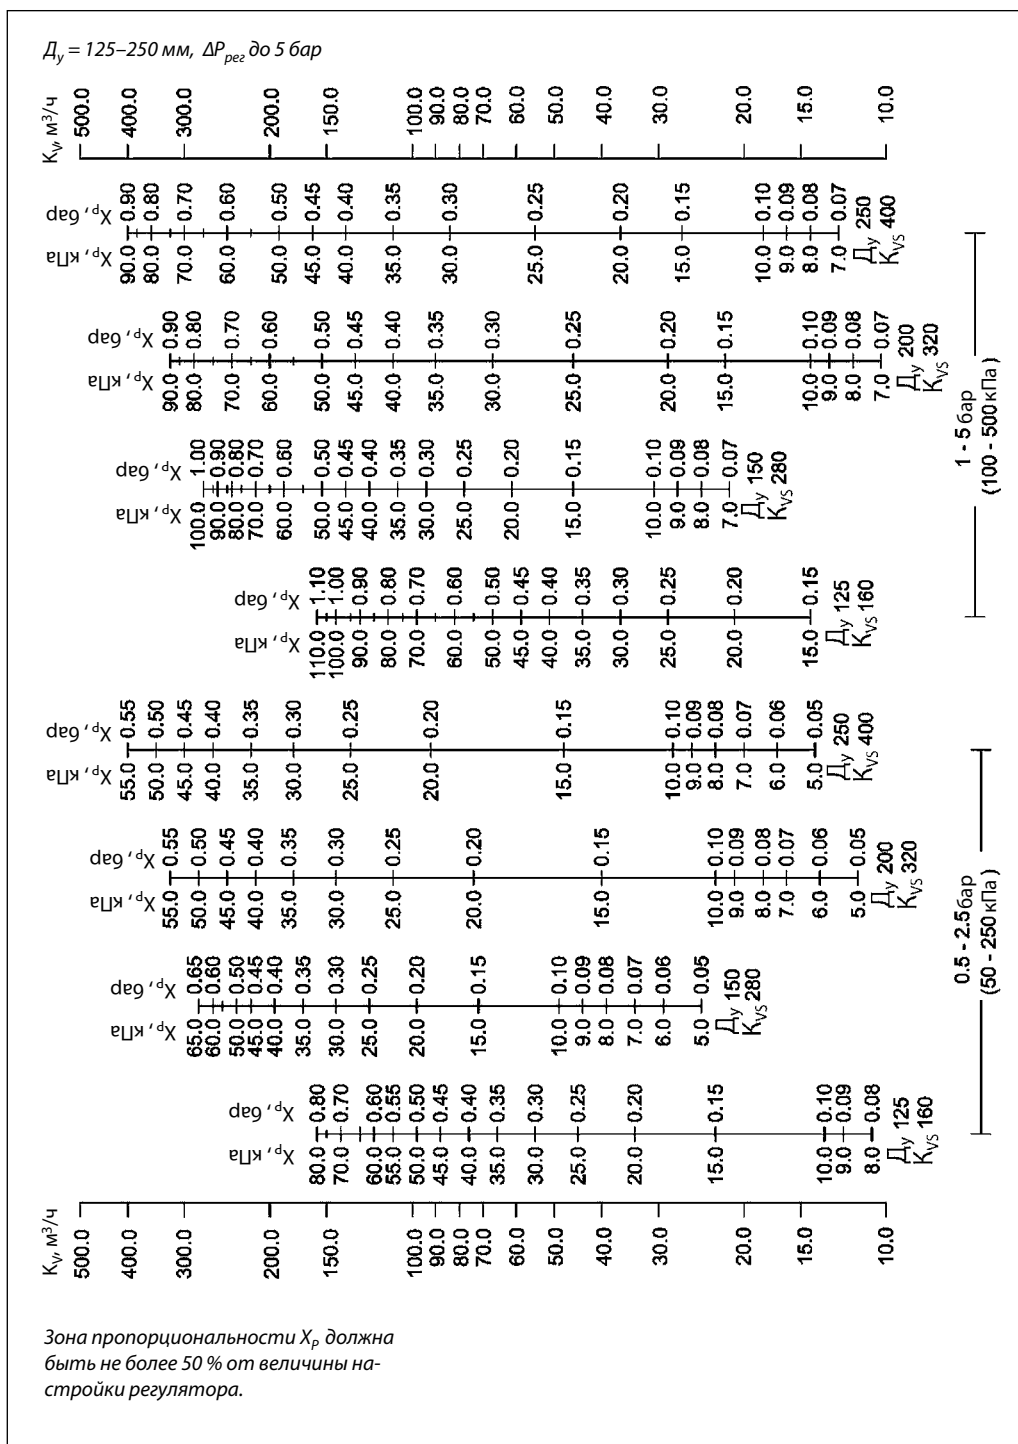 Ду = 125–250 мм, ΔРрег до 5 бар
Kv, м³/ч
500.0 400.0 300.0 200.0 150.0 100.0 90.0 80.0 70.0 60.0 50.0 40.0 30.0 20.0 15.0 10.0
Xр, бар
0.90 0.80 0.70 0.60 0.50 0.45 0.40 0.35 0.30 0.25 0.20 0.15 0.10 0.09 0.08 0.07
Xр, кПа
90.0 80.0 70.0 60.0 50.0 45.0 40.0 35.0 30.0 25.0 20.0 15.0 10.0 9.0 8.0 7.0
Ду 250
Kvs 400
Xр, бар
0.90 0.80 0.70 0.60 0.50 0.45 0.40 0.35 0.30 0.25 0.20 0.15 0.10 0.09 0.08 0.07
Xр, кПа
90.0 80.0 70.0 60.0 50.0 45.0 40.0 35.0 30.0 25.0 20.0 15.0 10.0 9.0 8.0 7.0
Ду 200
Kvs 320
Xр, бар
1.00 0.90 0.80 0.70 0.60 0.50 0.45 0.40 0.35 0.30 0.25 0.20 0.15 0.10 0.09 0.08 0.07
Xр, кПа
100.0 90.0 80.0 70.0 60.0 50.0 45.0 40.0 35.0 30.0 25.0 20.0 15.0 10.0 9.0 8.0 7.0
Ду 150
Kvs 280
Xр, бар
1.10 1.00 0.90 0.80 0.70 0.60 0.50 0.45 0.40 0.35 0.30 0.25 0.20 0.15
Xр, кПа
110.0 100.0 90.0 80.0 70.0 60.0 50.0 45.0 40.0 35.0 30.0 25.0 20.0 15.0
Ду 125
Kvs 160
1 - 5 бар
(100 - 500 кПа)
Xр, бар
0.55 0.50 0.45 0.40 0.35 0.30 0.25 0.20 0.15 0.10 0.09 0.08 0.07 0.06 0.05
Xр, кПа
55.0 50.0 45.0 40.0 35.0 30.0 25.0 20.0 15.0 10.0 9.0 8.0 7.0 6.0 5.0
Ду 250
Kvs 400
Xр, бар
0.55 0.50 0.45 0.40 0.35 0.30 0.25 0.20 0.15 0.10 0.09 0.08 0.07 0.06 0.05
Xр, кПа
55.0 50.0 45.0 40.0 35.0 30.0 25.0 20.0 15.0 10.0 9.0 8.0 7.0 6.0 5.0
Ду 200
Kvs 320
Xр, бар
0.65 0.60 0.50 0.45 0.40 0.35 0.30 0.25 0.20 0.15 0.10 0.09 0.08 0.07 0.06 0.05
Xр, кПа
65.0 60.0 50.0 45.0 40.0 35.0 30.0 25.0 20.0 15.0 10.0 9.0 8.0 7.0 6.0 5.0
Ду 150
Kvs 280
Xр, бар
0.80 0.70 0.60 0.55 0.50 0.45 0.40 0.35 0.30 0.25 0.20 0.15 0.10 0.09 0.08
Xр, кПа
80.0 70.0 60.0 55.0 50.0 45.0 40.0 35.0 30.0 25.0 20.0 15.0 10.0 9.0 8.0
Ду 125
Kvs 160
0.5 - 2.5 бар
(50 - 250 кПа)
Kv, м³/ч
500.0 400.0 300.0 200.0 150.0 100.0 90.0 80.0 70.0 60.0 50.0 40.0 30.0 20.0 15.0 10.0
Зона пропорциональности Xр должна
быть не более 50 % от величины на-
стройки регулятора.